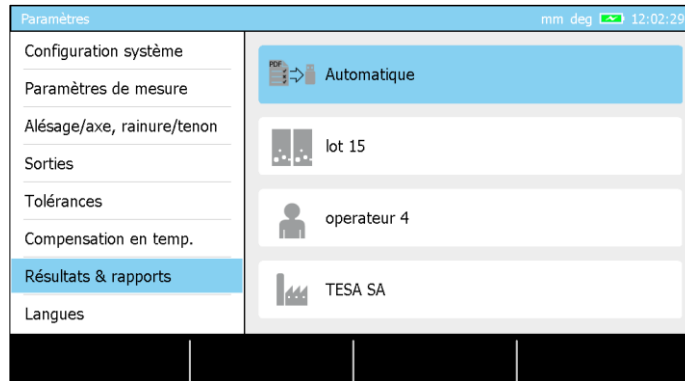 Paramètres
mm deg 12:02:29
Configuration système
Paramètres de mesure
Alésage/axe, rainure/tenon
Sorties
Tolérances
Compensation en temp.
Résultats & rapports
Langues
PDF
Automatique
lot 15
operateur 4
TESA SA